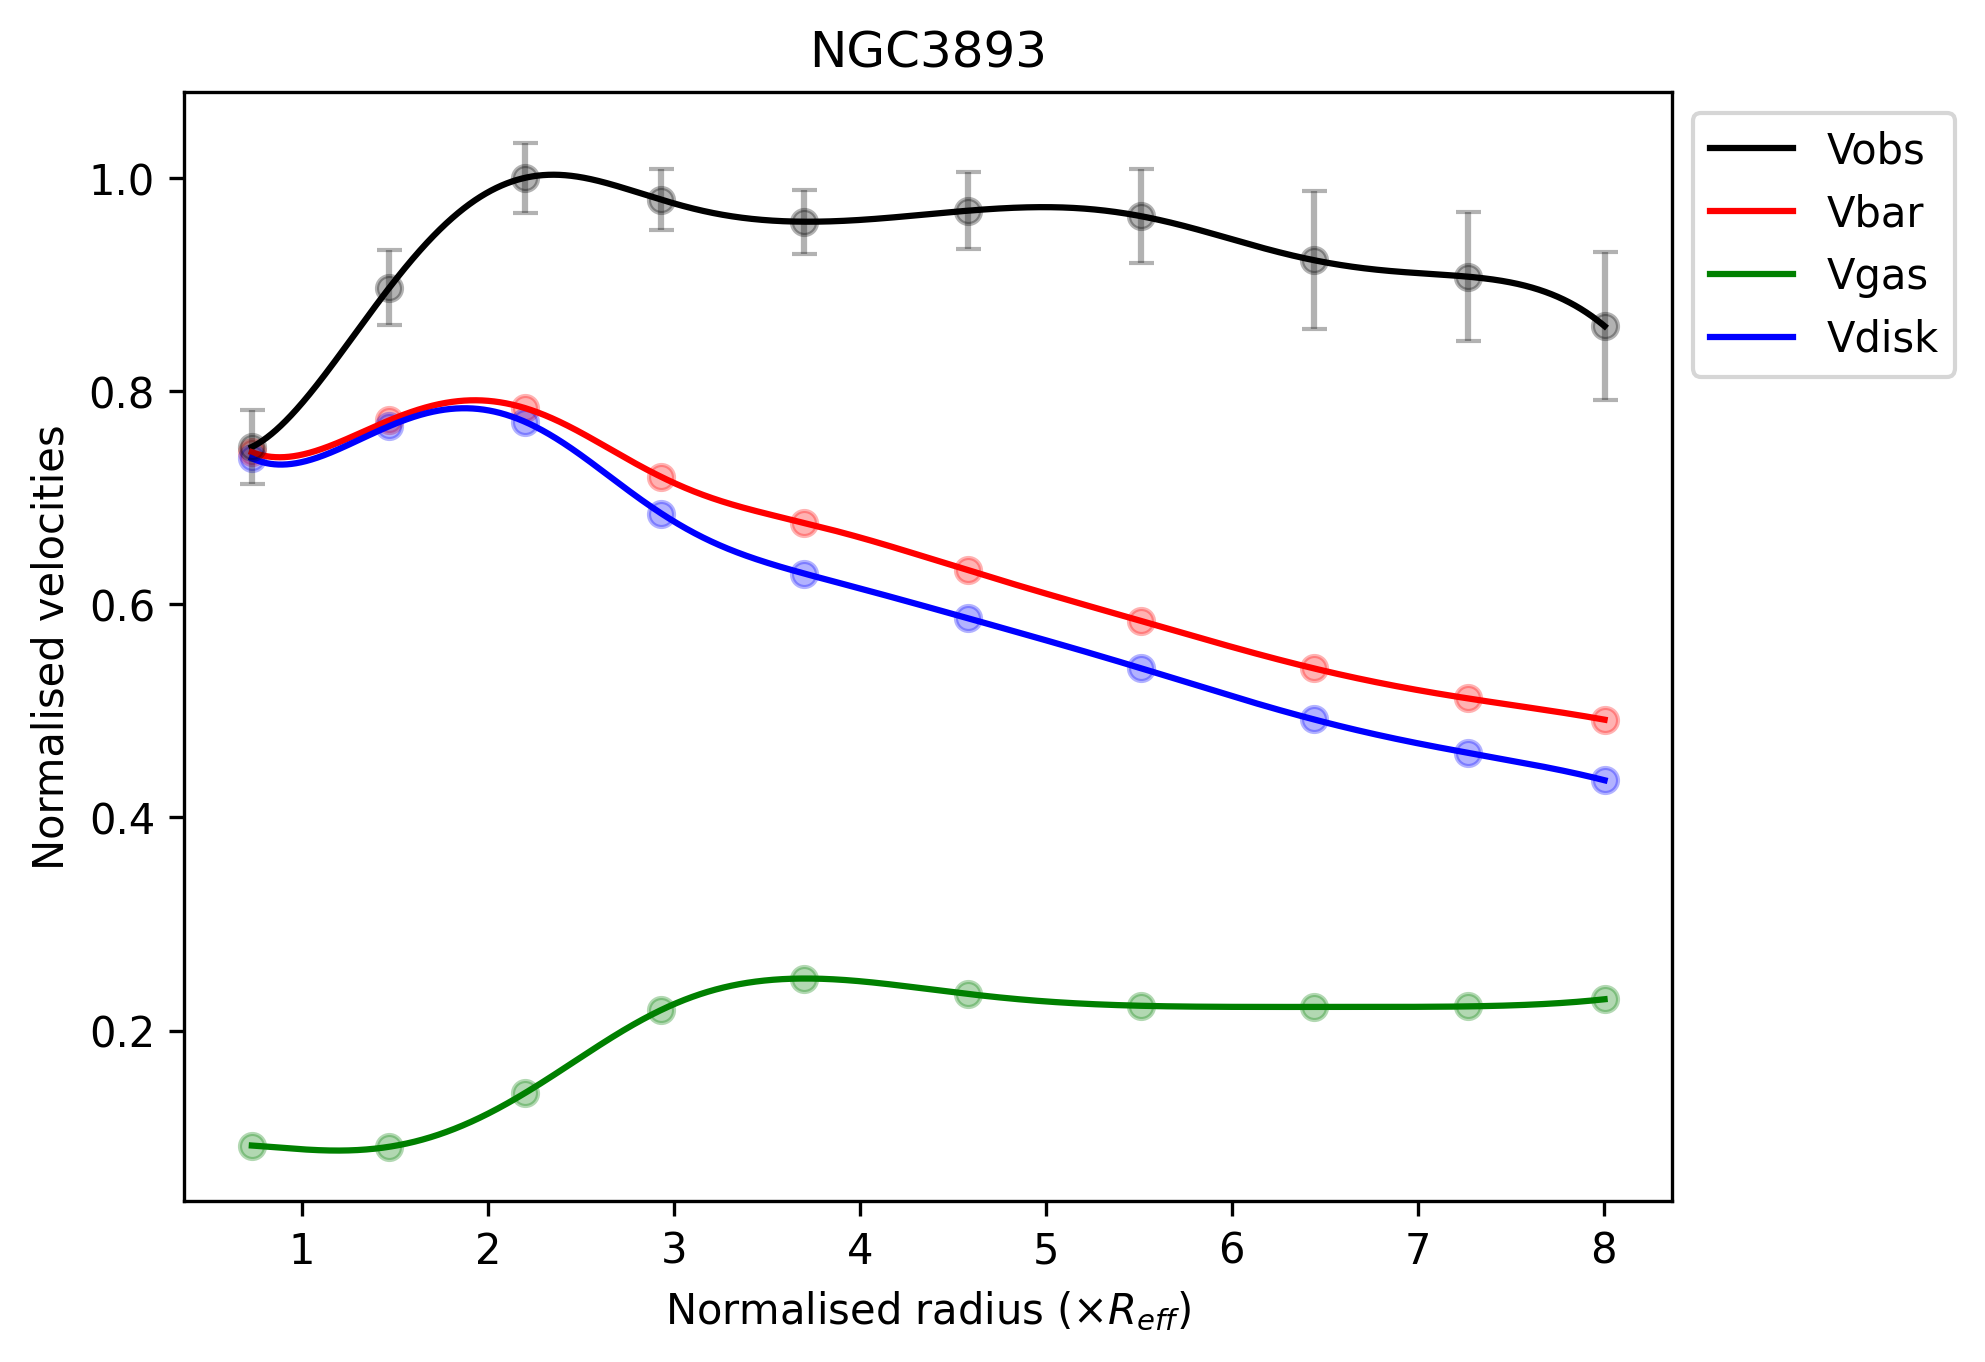 NGC3893
Normalised velocities
1.0
0.8
0.6
0.4
0.2
1 2 3 4 5 6 7 8
Normalised radius (×R_eff)
Vobs
Vbar
Vgas
Vdisk